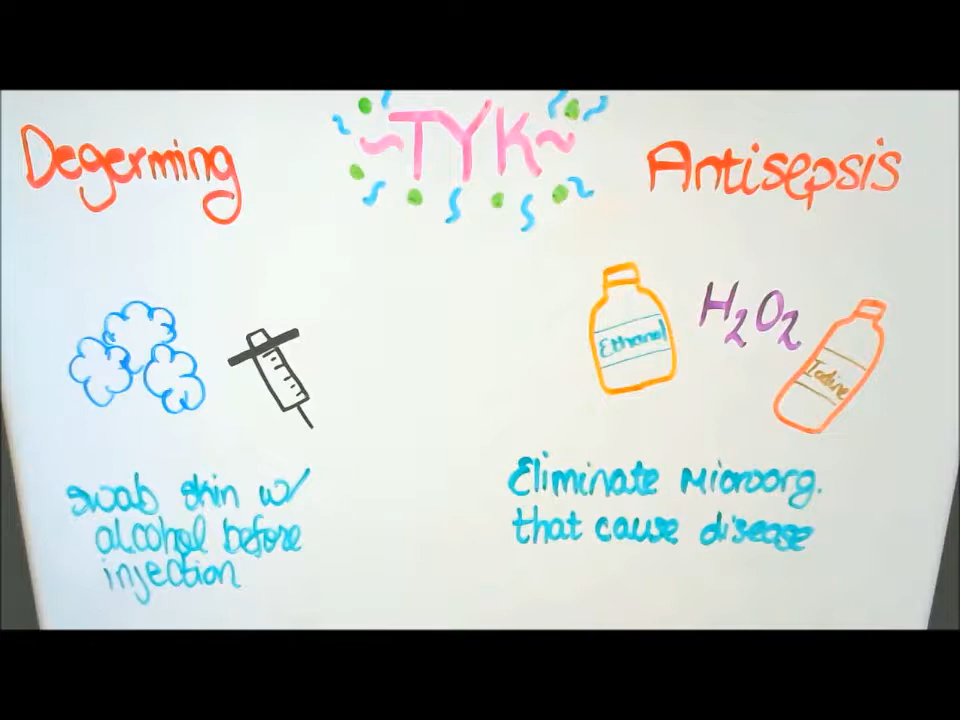 TYK
Degerming
Antisepsis
Ethanol
H2O2
Iodine
swab skin w/
alcohol before
injection
Eliminate Microorg.
that cause disease